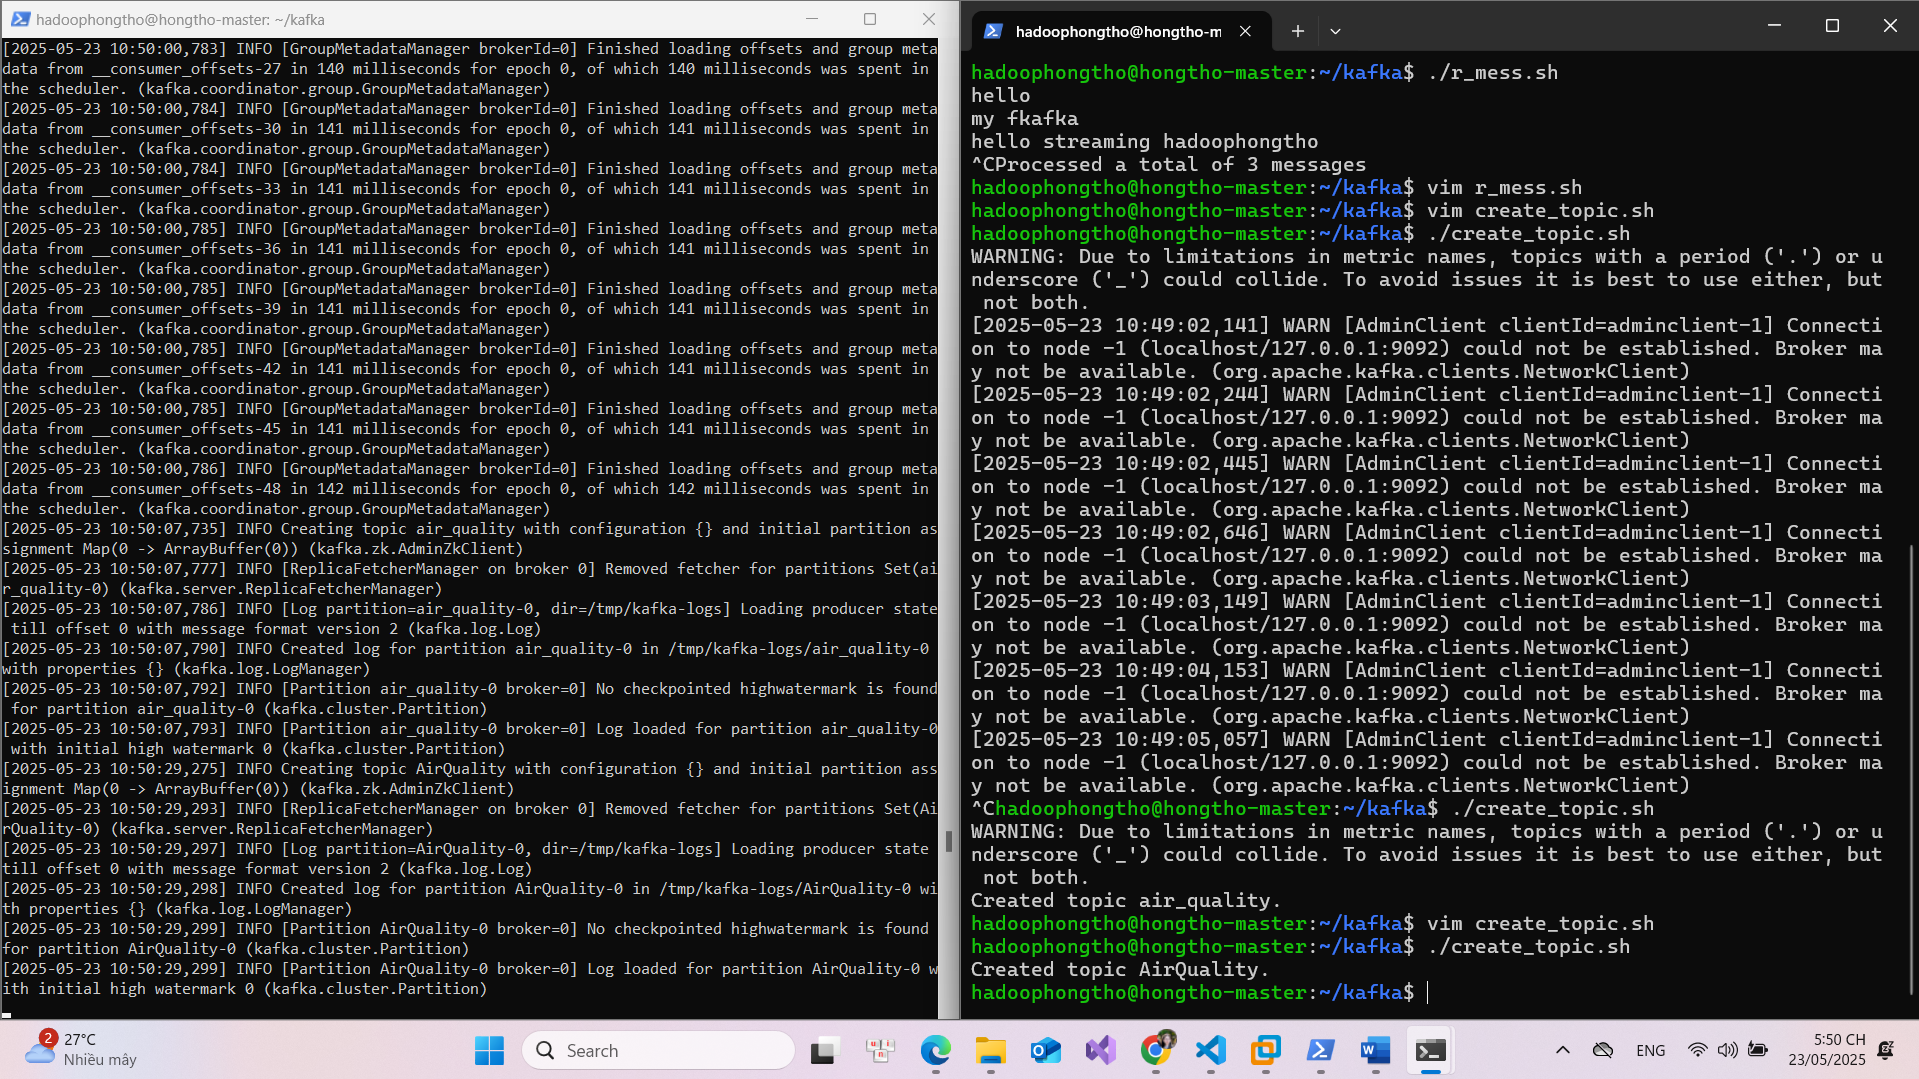 hadoophongtho@hongtho-master: ~/kafka
[2025-05-23 10:50:00,783] INFO [GroupMetadataManager brokerId=0] Finished loading offsets and group meta
data from __consumer_offsets-27 in 140 milliseconds for epoch 0, of which 140 milliseconds was spent in
the scheduler. (kafka.coordinator.group.GroupMetadataManager)
[2025-05-23 10:50:00,784] INFO [GroupMetadataManager brokerId=0] Finished loading offsets and group meta
data from __consumer_offsets-30 in 141 milliseconds for epoch 0, of which 141 milliseconds was spent in
the scheduler. (kafka.coordinator.group.GroupMetadataManager)
[2025-05-23 10:50:00,784] INFO [GroupMetadataManager brokerId=0] Finished loading offsets and group meta
data from __consumer_offsets-33 in 141 milliseconds for epoch 0, of which 141 milliseconds was spent in
the scheduler. (kafka.coordinator.group.GroupMetadataManager)
[2025-05-23 10:50:00,785] INFO [GroupMetadataManager brokerId=0] Finished loading offsets and group meta
data from __consumer_offsets-36 in 141 milliseconds for epoch 0, of which 141 milliseconds was spent in
the scheduler. (kafka.coordinator.group.GroupMetadataManager)
[2025-05-23 10:50:00,785] INFO [GroupMetadataManager brokerId=0] Finished loading offsets and group meta
data from __consumer_offsets-39 in 141 milliseconds for epoch 0, of which 141 milliseconds was spent in
the scheduler. (kafka.coordinator.group.GroupMetadataManager)
[2025-05-23 10:50:00,785] INFO [GroupMetadataManager brokerId=0] Finished loading offsets and group meta
data from __consumer_offsets-42 in 141 milliseconds for epoch 0, of which 141 milliseconds was spent in
the scheduler. (kafka.coordinator.group.GroupMetadataManager)
[2025-05-23 10:50:00,785] INFO [GroupMetadataManager brokerId=0] Finished loading offsets and group meta
data from __consumer_offsets-45 in 141 milliseconds for epoch 0, of which 141 milliseconds was spent in
the scheduler. (kafka.coordinator.group.GroupMetadataManager)
[2025-05-23 10:50:00,786] INFO [GroupMetadataManager brokerId=0] Finished loading offsets and group meta
data from __consumer_offsets-48 in 142 milliseconds for epoch 0, of which 142 milliseconds was spent in
the scheduler. (kafka.coordinator.group.GroupMetadataManager)
[2025-05-23 10:50:07,735] INFO Creating topic air_quality with configuration {} and initial partition as
signment Map(0 -> ArrayBuffer(0)) (kafka.zk.AdminZkClient)
[2025-05-23 10:50:07,777] INFO [ReplicaFetcherManager on broker 0] Removed fetcher for partitions Set(ai
r_quality-0) (kafka.server.ReplicaFetcherManager)
[2025-05-23 10:50:07,786] INFO [Log partition=air_quality-0, dir=/tmp/kafka-logs] Loading producer state
till offset 0 with message format version 2 (kafka.log.Log)
[2025-05-23 10:50:07,790] INFO Created log for partition air_quality-0 in /tmp/kafka-logs/air_quality-0
with properties {} (kafka.log.LogManager)
[2025-05-23 10:50:07,792] INFO [Partition air_quality-0 broker=0] No checkpointed highwatermark is found
for partition air_quality-0 (kafka.cluster.Partition)
[2025-05-23 10:50:07,793] INFO [Partition air_quality-0 broker=0] Log loaded for partition air_quality-0
with initial high watermark 0 (kafka.cluster.Partition)
[2025-05-23 10:50:29,275] INFO Creating topic AirQuality with configuration {} and initial partition ass
ignment Map(0 -> ArrayBuffer(0)) (kafka.zk.AdminZkClient)
[2025-05-23 10:50:29,293] INFO [ReplicaFetcherManager on broker 0] Removed fetcher for partitions Set(Ai
rQuality-0) (kafka.server.ReplicaFetcherManager)
[2025-05-23 10:50:29,297] INFO [Log partition=AirQuality-0, dir=/tmp/kafka-logs] Loading producer state
till offset 0 with message format version 2 (kafka.log.Log)
[2025-05-23 10:50:29,298] INFO Created log for partition AirQuality-0 in /tmp/kafka-logs/AirQuality-0 wi
th properties {} (kafka.log.LogManager)
[2025-05-23 10:50:29,299] INFO [Partition AirQuality-0 broker=0] No checkpointed highwatermark is found
for partition AirQuality-0 (kafka.cluster.Partition)
[2025-05-23 10:50:29,299] INFO [Partition AirQuality-0 broker=0] Log loaded for partition AirQuality-0 w
ith initial high watermark 0 (kafka.cluster.Partition)
hadoophongtho@hongtho-m
hadoophongtho@hongtho-master:~/kafka$ ./r_mess.sh
hello
my fkafka
hello streaming hadoophongtho
^CProcessed a total of 3 messages
hadoophongtho@hongtho-master:~/kafka$ vim r_mess.sh
hadoophongtho@hongtho-master:~/kafka$ vim create_topic.sh
hadoophongtho@hongtho-master:~/kafka$ ./create_topic.sh
WARNING: Due to limitations in metric names, topics with a period ('.') or u
nderscore ('_') could collide. To avoid issues it is best to use either, but
not both.
[2025-05-23 10:49:02,141] WARN [AdminClient clientId=adminclient-1] Connecti
on to node -1 (localhost/127.0.0.1:9092) could not be established. Broker ma
y not be available. (org.apache.kafka.clients.NetworkClient)
[2025-05-23 10:49:02,244] WARN [AdminClient clientId=adminclient-1] Connecti
on to node -1 (localhost/127.0.0.1:9092) could not be established. Broker ma
y not be available. (org.apache.kafka.clients.NetworkClient)
[2025-05-23 10:49:02,445] WARN [AdminClient clientId=adminclient-1] Connecti
on to node -1 (localhost/127.0.0.1:9092) could not be established. Broker ma
y not be available. (org.apache.kafka.clients.NetworkClient)
[2025-05-23 10:49:02,646] WARN [AdminClient clientId=adminclient-1] Connecti
on to node -1 (localhost/127.0.0.1:9092) could not be established. Broker ma
y not be available. (org.apache.kafka.clients.NetworkClient)
[2025-05-23 10:49:03,149] WARN [AdminClient clientId=adminclient-1] Connecti
on to node -1 (localhost/127.0.0.1:9092) could not be established. Broker ma
y not be available. (org.apache.kafka.clients.NetworkClient)
[2025-05-23 10:49:04,153] WARN [AdminClient clientId=adminclient-1] Connecti
on to node -1 (localhost/127.0.0.1:9092) could not be established. Broker ma
y not be available. (org.apache.kafka.clients.NetworkClient)
[2025-05-23 10:49:05,057] WARN [AdminClient clientId=adminclient-1] Connecti
on to node -1 (localhost/127.0.0.1:9092) could not be established. Broker ma
y not be available. (org.apache.kafka.clients.NetworkClient)
^Chadoophongtho@hongtho-master:~/kafka$ ./create_topic.sh
WARNING: Due to limitations in metric names, topics with a period ('.') or u
nderscore ('_') could collide. To avoid issues it is best to use either, but
not both.
Created topic air_quality.
hadoophongtho@hongtho-master:~/kafka$ vim create_topic.sh
hadoophongtho@hongtho-master:~/kafka$ ./create_topic.sh
Created topic AirQuality.
hadoophongtho@hongtho-master:~/kafka$
2
27°C
Nhiều mây
Search
ENG
5:50 CH
23/05/2025